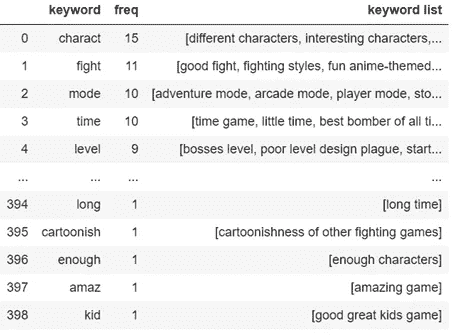 keyword freq keyword list
0 charact 15 [different characters, interesting characters,...
1 fight 11 [good fight, fighting styles, fun anime-themed...
2 mode 10 [adventure mode, arcade mode, player mode, sto...
3 time 10 [time game, little time, best bomber of all ti...
4 level 9 [bosses level, poor level design plague, start...
... ... ... ...
394 long 1 [long time]
395 cartoonish 1 [cartoonishness of other fighting games]
396 enough 1 [enough characters]
397 amaz 1 [amazing game]
398 kid 1 [good great kids game]